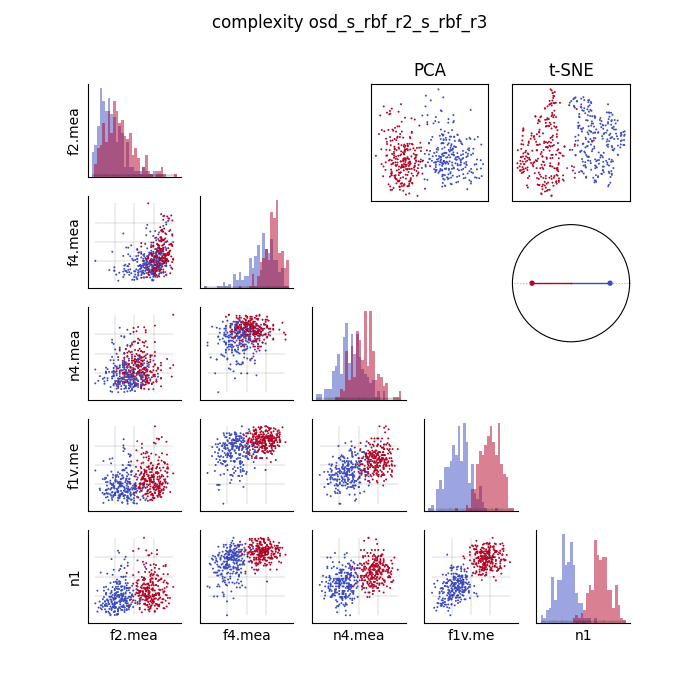 complexity osd_s_rbf_r2_s_rbf_r3
PCA
t-SNE
f2.mea
f4.mea
n4.mea
f1v.me
n1
f2.mea
f4.mea
n4.mea
f1v.me
n1